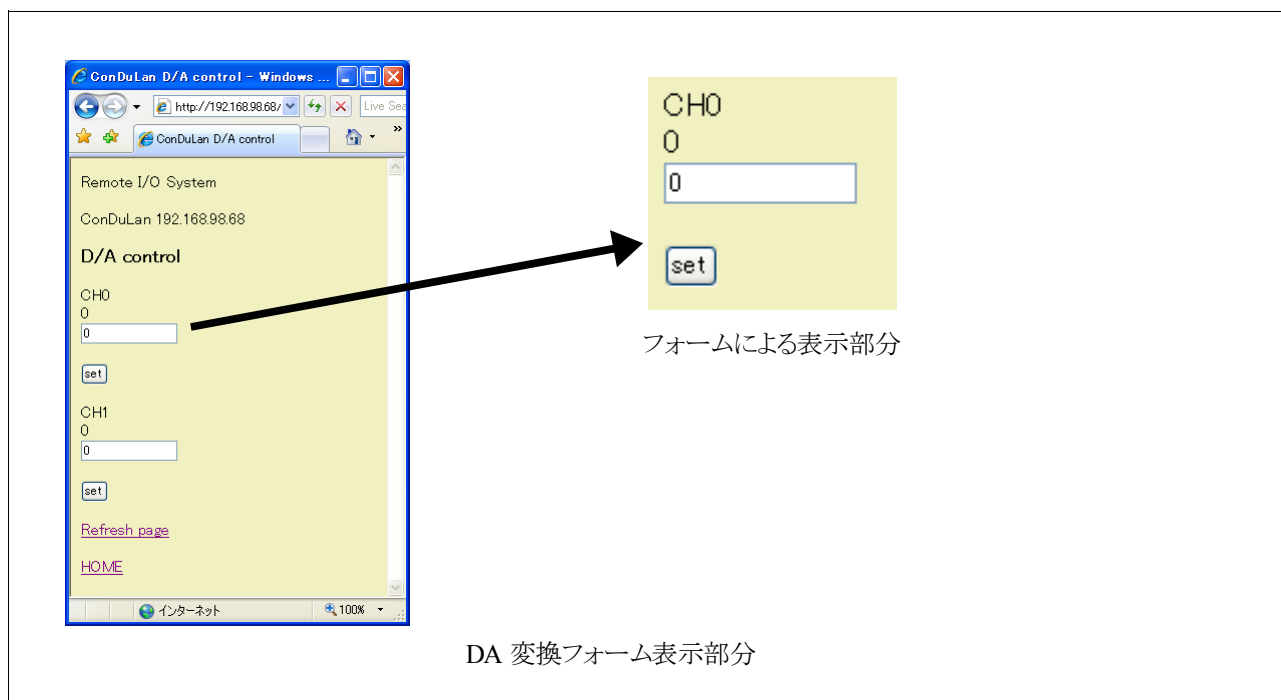 ConDuLan D/A control - Windows ...
http://192.168.98.68/
Live Sea
ConDuLan D/A control
»
Remote I/O System
ConDuLan 192.168.98.68
D/A control
CH0
0
0
set
CH1
0
0
set
Refresh page
HOME
インターネット
100%
CH0
0
0
set
フォームによる表示部分
DA 変換フォーム表示部分